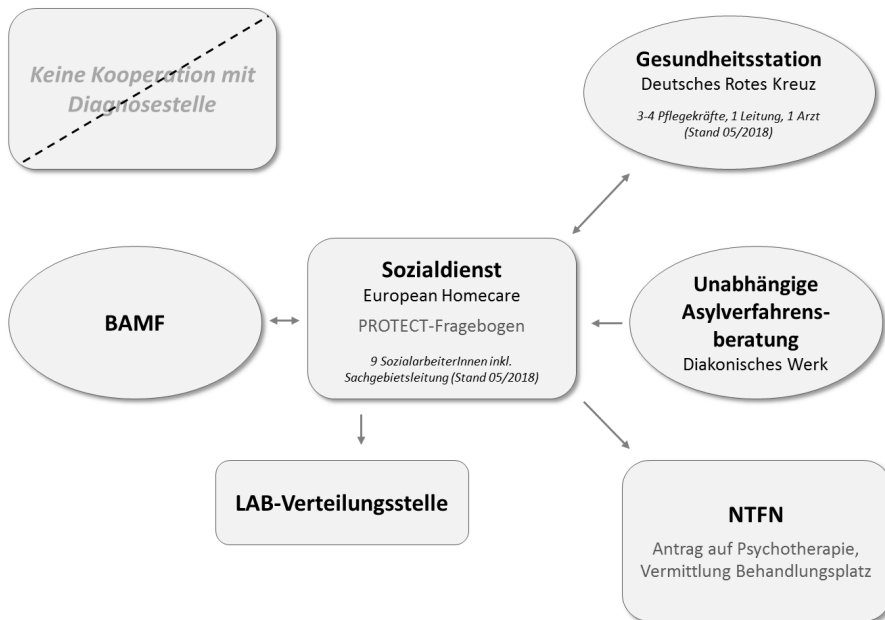 Keine Kooperation mit
Diagnosestelle
Gesundheitsstation
Deutsches Rotes Kreuz
3-4 Pflegekräfte, 1 Leitung, 1 Arzt
(Stand 05/2018)
BAMF
Sozialdienst
European Homecare
PROTECT-Fragebogen
9 SozialarbeiterInnen inkl.
Sachgebietsleitung (Stand 05/2018)
Unabhängige
Asylverfahrens-
beratung
Diakonisches Werk
LAB-Verteilungsstelle
NTFN
Antrag auf Psychotherapie,
Vermittlung Behandlungsplatz